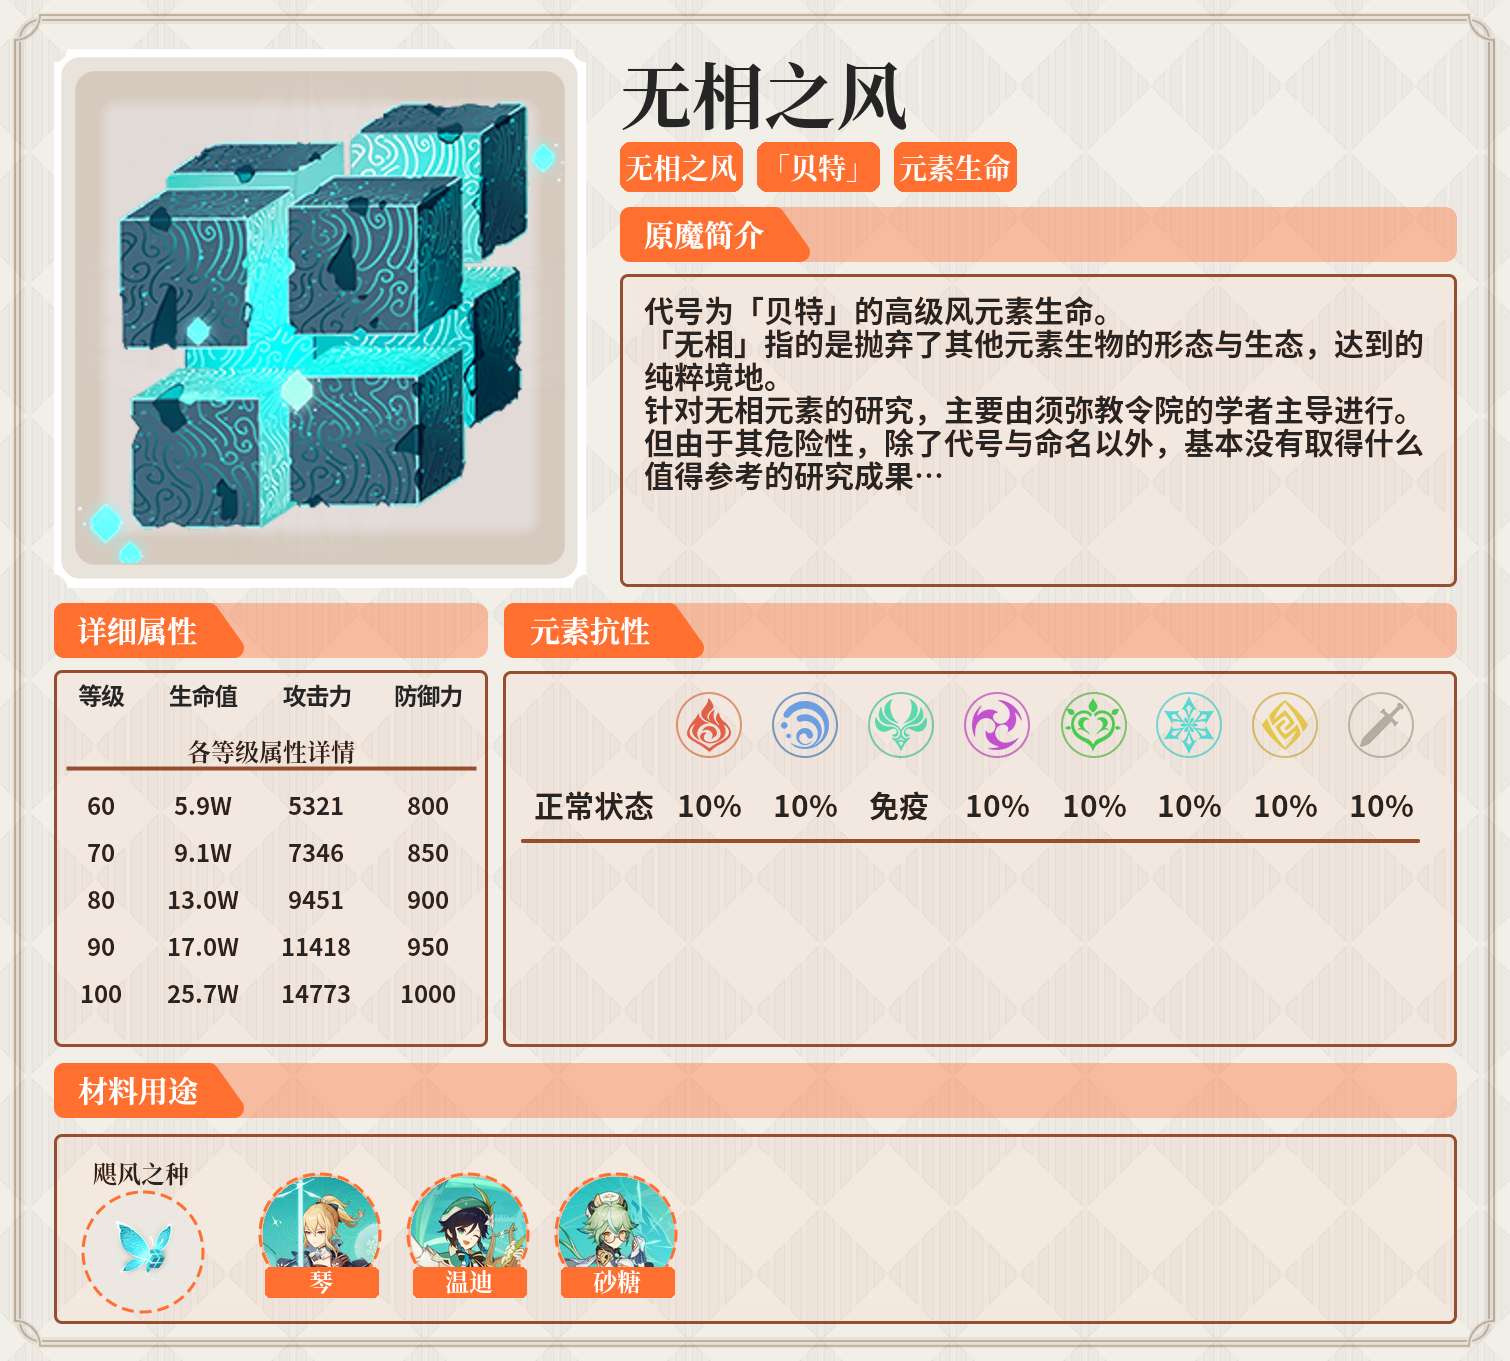 无相之风
无相之风 「贝特」 元素生命
原魔简介
代号为「贝特」的高级风元素生命。
「无相」指的是抛弃了其他元素生物的形态与生态，达到的
纯粹境地。
针对无相元素的研究，主要由须弥教令院的学者主导进行。
但由于其危险性，除了代号与命名以外，基本没有取得什么
值得参考的研究成果…
详细属性
等级 生命值 攻击力 防御力
各等级属性详情
60 5.9W 5321 800
70 9.1W 7346 850
80 13.0W 9451 900
90 17.0W 11418 950
100 25.7W 14773 1000
元素抗性
正常状态 10% 10% 免疫 10% 10% 10% 10% 10%
材料用途
飓风之种
琴 温迪 砂糖